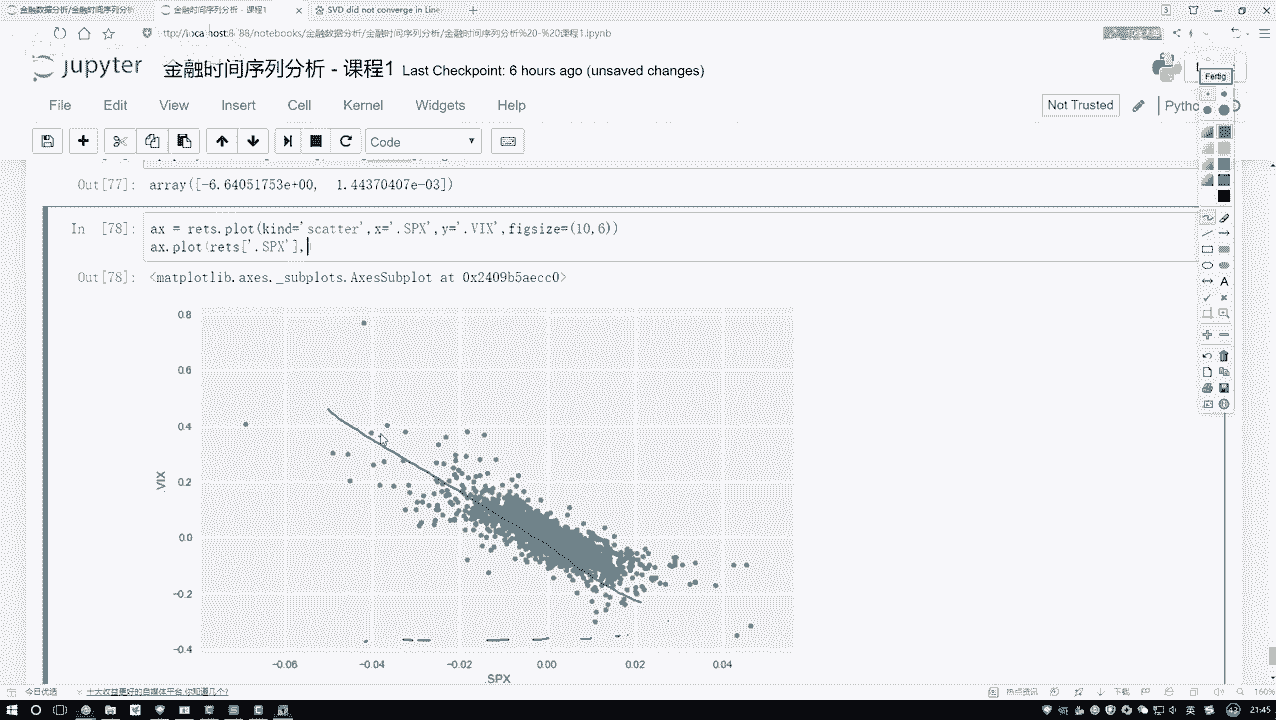 金融数据分析/金融时间序列分析
金融时间序列分析 - 课程1
SVD did not converge in Line
localhost:8888/notebooks/金融数据分析/金融时间序列分析/金融时间序列分析%20-%20课程1.ipynb
jupyter 金融时间序列分析 - 课程1 Last Checkpoint: 6 hours ago (unsaved changes)
Fertig
File Edit View Insert Cell Kernel Widgets Help
Not Trusted
Code
Out[77]: array([-6.64051753e+00, 1.44370407e-03])
In [78]: ax = rets.plot(kind='scatter',x='.SPX',y='.VIX',figsize=(10,6))
ax.plot(rets['.SPX'],)
Out[78]: <matplotlib.axes._subplots.AxesSubplot at 0x2409b5aecc0>
0.8
0.6
0.4
0.2
0.0
-0.2
-0.4
.VIX
-0.06 -0.04 -0.02 0.00 0.02 0.04
.SPX
今日优选 十大收益更好的自媒体平台,你知道几个?
热点资讯 下载 160%
英 21:45